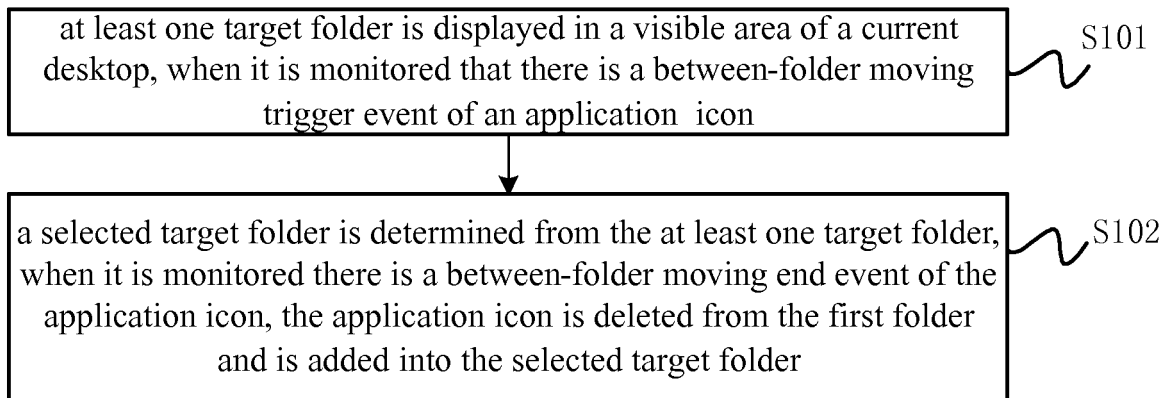 at least one target folder is displayed in a visible area of a current
desktop, when it is monitored that there is a between-folder moving
trigger event of an application icon
S101
a selected target folder is determined from the at least one target folder,
when it is monitored there is a between-folder moving end event of the
application icon, the application icon is deleted from the first folder
and is added into the selected target folder
S102